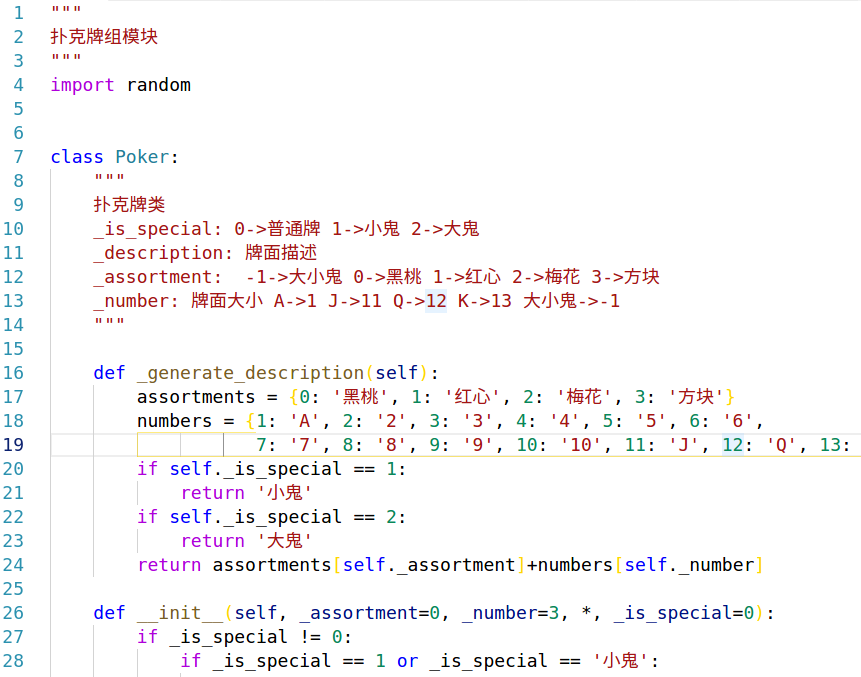 1 """
2 扑克牌组模块
3 """
4 import random
5
6
7 class Poker:
8     """
9     扑克牌类
10     _is_special: 0->普通牌 1->小鬼 2->大鬼
11     _description: 牌面描述
12     _assortment:  -1->大小鬼 0->黑桃 1->红心 2->梅花 3->方块
13     _number: 牌面大小 A->1 J->11 Q->12 K->13 大小鬼->-1
14     """
15
16     def _generate_description(self):
17         assortments = {0: '黑桃', 1: '红心', 2: '梅花', 3: '方块'}
18         numbers = {1: 'A', 2: '2', 3: '3', 4: '4', 5: '5', 6: '6',
19                    7: '7', 8: '8', 9: '9', 10: '10', 11: 'J', 12: 'Q', 13:
20         if self._is_special == 1:
21             return '小鬼'
22         if self._is_special == 2:
23             return '大鬼'
24         return assortments[self._assortment]+numbers[self._number]
25
26     def __init__(self, _assortment=0, _number=3, *, _is_special=0):
27         if _is_special != 0:
28             if _is_special == 1 or _is_special == '小鬼':